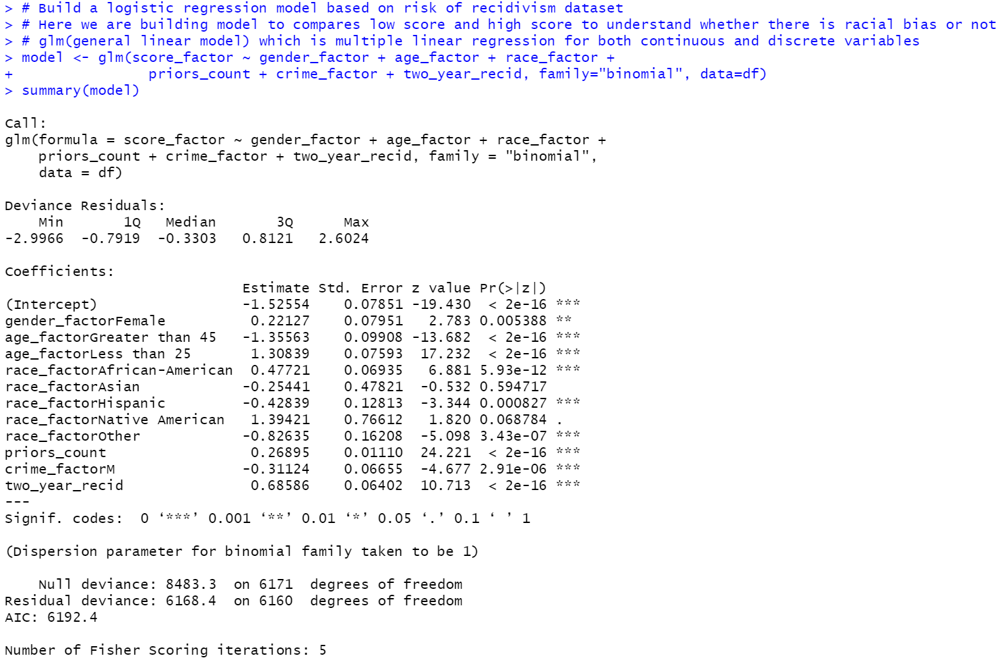 > # Build a logistic regression model based on risk of recidivism dataset
> # Here we are building model to compares low score and high score to understand whether there is racial bias or not
> # glm(general linear model) which is multiple linear regression for both continuous and discrete variables
> model <- glm(score_factor ~ gender_factor + age_factor + race_factor +
+                priors_count + crime_factor + two_year_recid, family="binomial", data=df)
> summary(model)

Call:
glm(formula = score_factor ~ gender_factor + age_factor + race_factor +
    priors_count + crime_factor + two_year_recid, family = "binomial",
    data = df)

Deviance Residuals:
    Min       1Q   Median       3Q      Max
-2.9966  -0.7919  -0.3303   0.8121   2.6024

Coefficients:
                            Estimate Std. Error z value Pr(>|z|)
(Intercept)                 -1.52554    0.07851 -19.430  < 2e-16 ***
gender_factorFemale          0.22127    0.07951   2.783 0.005388 **
age_factorGreater than 45   -1.35563    0.09908 -13.682  < 2e-16 ***
age_factorLess than 25       1.30839    0.07593  17.232  < 2e-16 ***
race_factorAfrican-American  0.47721    0.06935   6.881 5.93e-12 ***
race_factorAsian            -0.25441    0.47821  -0.532 0.594717
race_factorHispanic         -0.42839    0.12813  -3.344 0.000827 ***
race_factorNative American   1.39421    0.76612   1.820 0.068784 .
race_factorOther            -0.82635    0.16208  -5.098 3.43e-07 ***
priors_count                 0.26895    0.01110  24.221  < 2e-16 ***
crime_factorM               -0.31124    0.06655  -4.677 2.91e-06 ***
two_year_recid               0.68586    0.06402  10.713  < 2e-16 ***
---
Signif. codes:  0 ‘***’ 0.001 ‘**’ 0.01 ‘*’ 0.05 ‘.’ 0.1 ‘ ’ 1

(Dispersion parameter for binomial family taken to be 1)

    Null deviance: 8483.3  on 6171  degrees of freedom
Residual deviance: 6168.4  on 6160  degrees of freedom
AIC: 6192.4

Number of Fisher Scoring iterations: 5